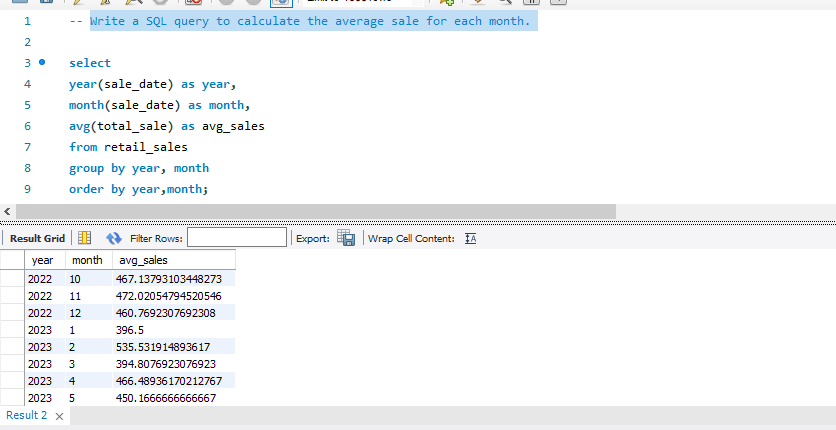 1 -- Write a SQL query to calculate the average sale for each month.
2
3 select
4 year(sale_date) as year,
5 month(sale_date) as month,
6 avg(total_sale) as avg_sales
7 from retail_sales
8 group by year, month
9 order by year,month;
Result Grid Filter Rows: Export: Wrap Cell Content: IA
year month avg_sales
2022 10 467.13793103448273
2022 11 472.02054794520546
2022 12 460.7692307692308
2023 1 396.5
2023 2 535.531914893617
2023 3 394.8076923076923
2023 4 466.48936170212767
2023 5 450.1666666666667
Result 2 ×